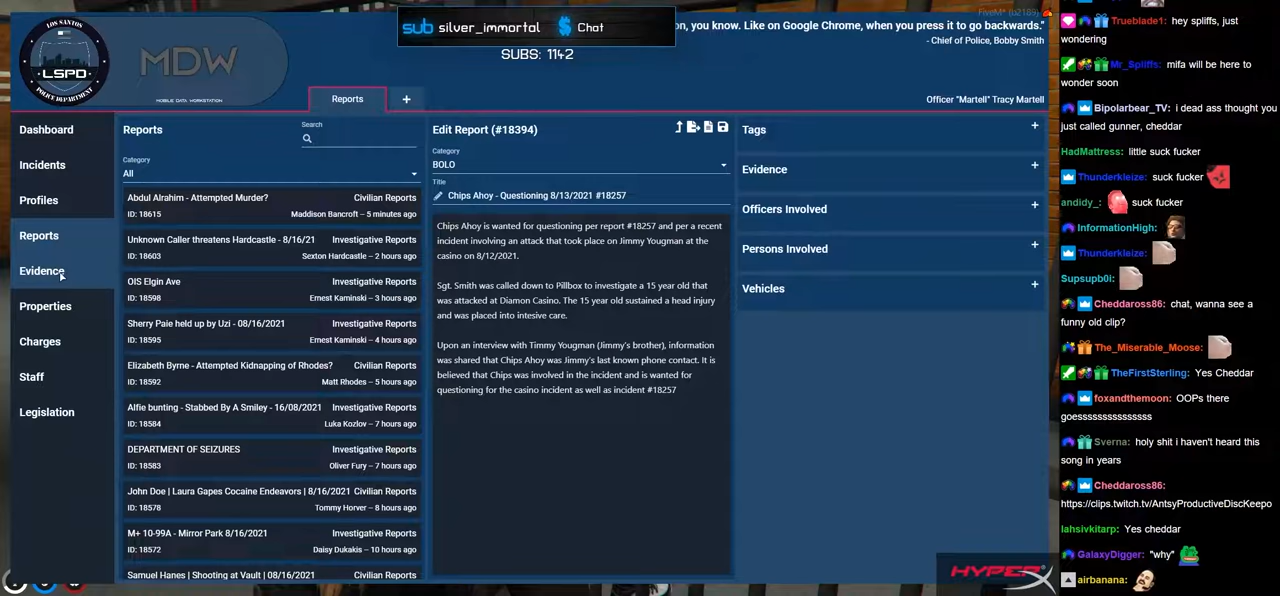 FiveM® (b2189)
sub silver_immortal $ Chat
on, you know. Like on Google Chrome, when you press it to go backwards."
- Chief of Police, Bobby Smith
SUBS: 1142
LOS SANTOS
LSPD
POLICE DEPARTMENT
MDW
MOBILE DATA WORKSTATION
Reports
+
Officer "Martell" Tracy Martell
Dashboard
Incidents
Profiles
Reports
Evidence
Properties
Charges
Staff
Legislation
Reports
Search
Category
All
Abdul Alrahim - Attempted Murder? Civilian Reports
ID: 18615 Maddison Bancroft – 5 minutes ago
Unknown Caller threatens Hardcastle - 8/16/21 Investigative Reports
ID: 18603 Sexton Hardcastle – 2 hours ago
OIS Elgin Ave Investigative Reports
ID: 18598 Ernest Kaminski – 3 hours ago
Sherry Paie held up by Uzi - 08/16/2021 Investigative Reports
ID: 18595 Ernest Kaminski – 4 hours ago
Elizabeth Byrne - Attempted Kidnapping of Rhodes? Civilian Reports
ID: 18592 Matt Rhodes – 5 hours ago
Alfie bunting - Stabbed By A Smiley - 16/08/2021 Investigative Reports
ID: 18584 Luka Kozlov – 7 hours ago
DEPARTMENT OF SEIZURES Investigative Reports
ID: 18583 Oliver Fury – 7 hours ago
John Doe | Laura Gapes Cocaine Endeavors | 8/16/2021 Civilian Reports
ID: 18578 Tommy Horver – 8 hours ago
M+ 10-99A - Mirror Park 8/16/2021 Investigative Reports
ID: 18572 Daisy Dukakis – 10 hours ago
Samuel Hanes | Shooting at Vault | 08/16/2021 Civilian Reports
Edit Report (#18394)
Category
BOLO
Title
Chips Ahoy - Questioning 8/13/2021 #18257
Chips Ahoy is wanted for questioning per report #18257 and per a recent
incident involving an attack that took place on Jimmy Yougman at the
casino on 8/12/2021.
Sgt. Smith was called down to Pillbox to investigate a 15 year old that
was attacked at Diamon Casino. The 15 year old sustained a head injury
and was placed into intesive care.
Upon an interview with Timmy Yougman (Jimmy's brother), information
was shared that Chips Ahoy was Jimmy's last known phone contact. It is
believed that Chips was involved in the incident and is wanted for
questioning for the casino incident as well as incident #18257
Tags +
Evidence +
Officers Involved +
Persons Involved +
Vehicles +
HYPERX
Trueblade1: hey spliffs, just
wondering
Mr_Spliffs: mifa will be here to
wonder soon
Bipolarbear_TV: i dead ass thought you
just called gunner, cheddar
HadMattress: little suck fucker
Thunderkleize: suck fucker
andidy_: suck fucker
InformationHigh:
Thunderkleize:
Supsupb0i:
Cheddaross86: chat, wanna see a
funny old clip?
The_Miserable_Moose:
TheFirstSterling: Yes Cheddar
foxandthemoon: OOPs there
goesssssssssssssss
Sverna: holy shit i haven't heard this
song in years
Cheddaross86:
https://clips.twitch.tv/AntsyProductiveDiscKeepo
lahsivkitarp: Yes cheddar
GalaxyDigger: "why"
airbanana: